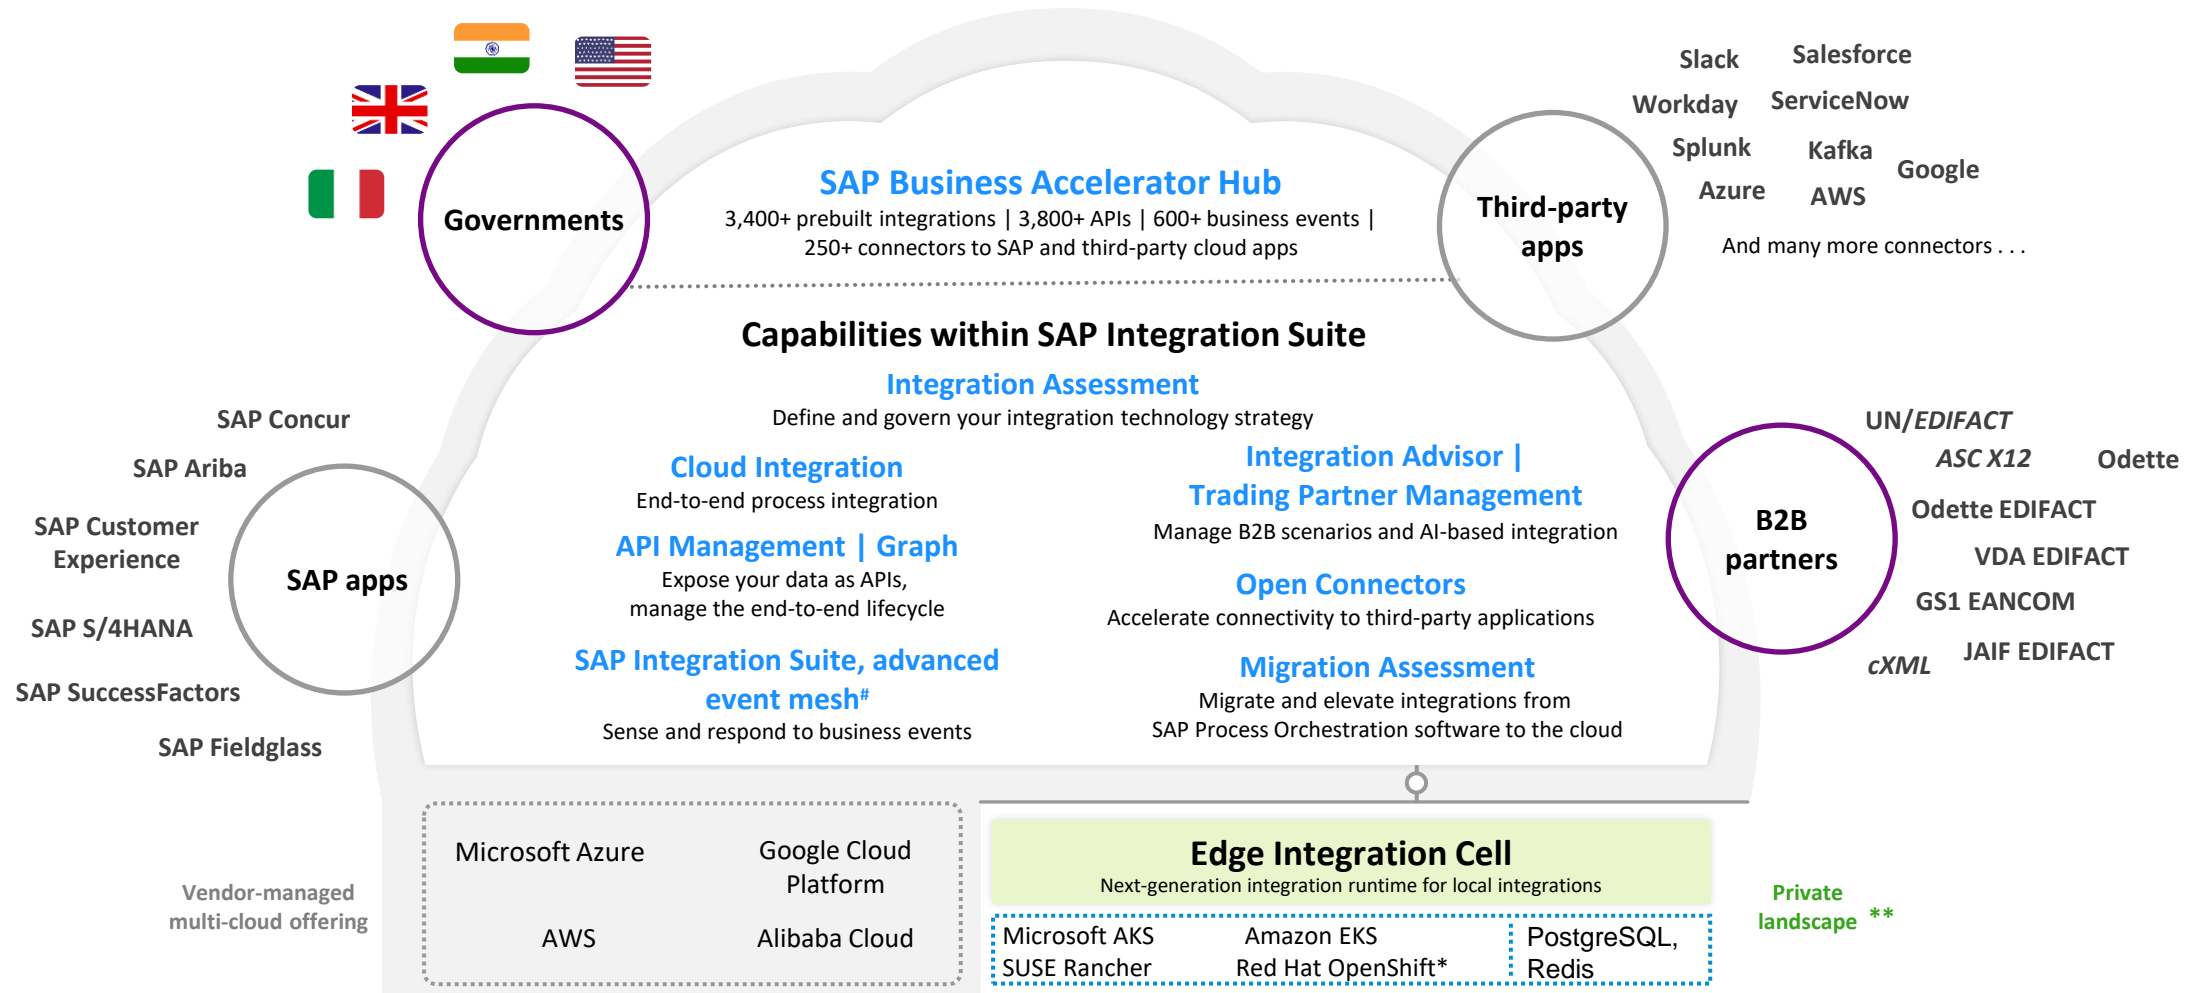 Governments
SAP Business Accelerator Hub
3,400+ prebuilt integrations | 3,800+ APIs | 600+ business events |
250+ connectors to SAP and third-party cloud apps
Third-party
apps
Slack
Salesforce
Workday
ServiceNow
Splunk
Kafka
Google
Azure
AWS
And many more connectors . . .
Capabilities within SAP Integration Suite
Integration Assessment
Define and govern your integration technology strategy
Cloud Integration
End-to-end process integration
API Management | Graph
Expose your data as APIs,
manage the end-to-end lifecycle
SAP Integration Suite, advanced
event mesh#
Sense and respond to business events
Integration Advisor |
Trading Partner Management
Manage B2B scenarios and AI-based integration
Open Connectors
Accelerate connectivity to third-party applications
Migration Assessment
Migrate and elevate integrations from
SAP Process Orchestration software to the cloud
SAP Concur
SAP Ariba
SAP Customer
Experience
SAP apps
SAP S/4HANA
SAP SuccessFactors
SAP Fieldglass
B2B
partners
UN/EDIFACT
ASC X12
Odette
Odette EDIFACT
VDA EDIFACT
GS1 EANCOM
JAIF EDIFACT
cXML
Vendor-managed
multi-cloud offering
Microsoft Azure
Google Cloud
Platform
AWS
Alibaba Cloud
Edge Integration Cell
Next-generation integration runtime for local integrations
Microsoft AKS
Amazon EKS
SUSE Rancher
Red Hat OpenShift*
PostgreSQL,
Redis
Private
landscape **